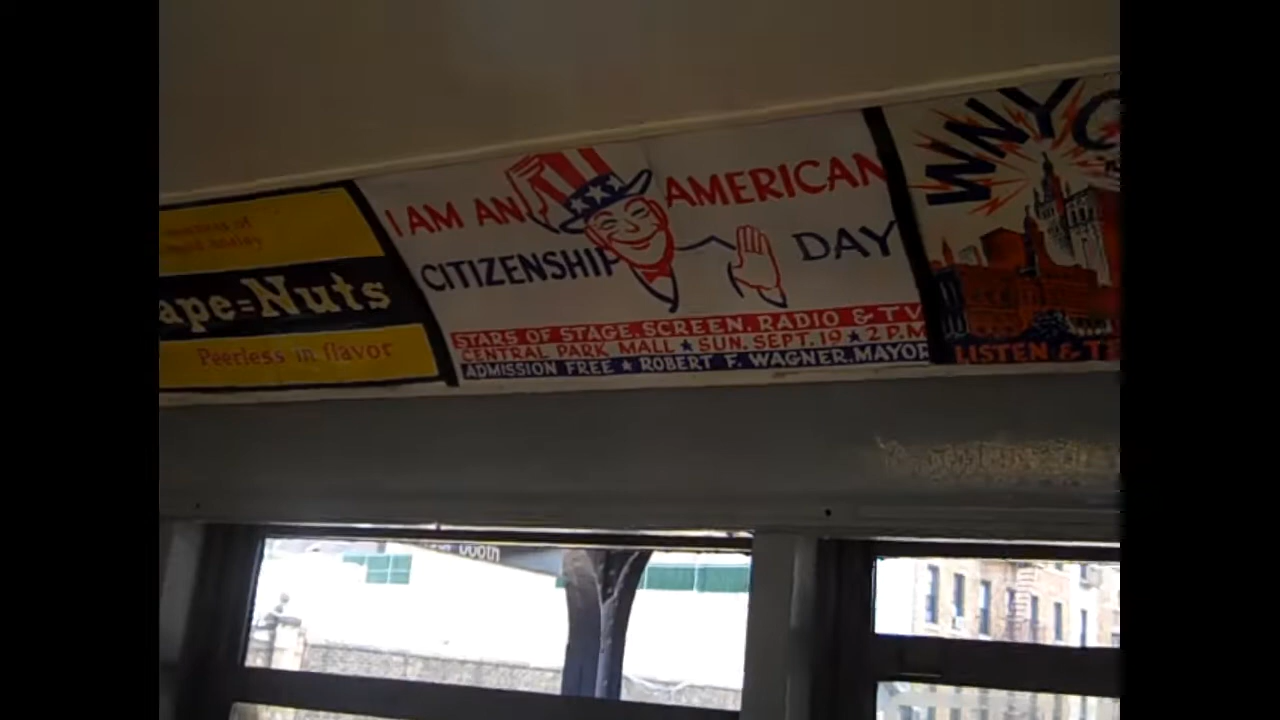 ape=Nuts
Peerless in flavor
I AM AN AMERICAN
CITIZENSHIP DAY
STARS OF STAGE, SCREEN, RADIO & TV
CENTRAL PARK MALL ★ SUN. SEPT. 19 ★ 2 P.M
ADMISSION FREE ★ ROBERT F. WAGNER, MAYOR
WNYC
LISTEN & TE